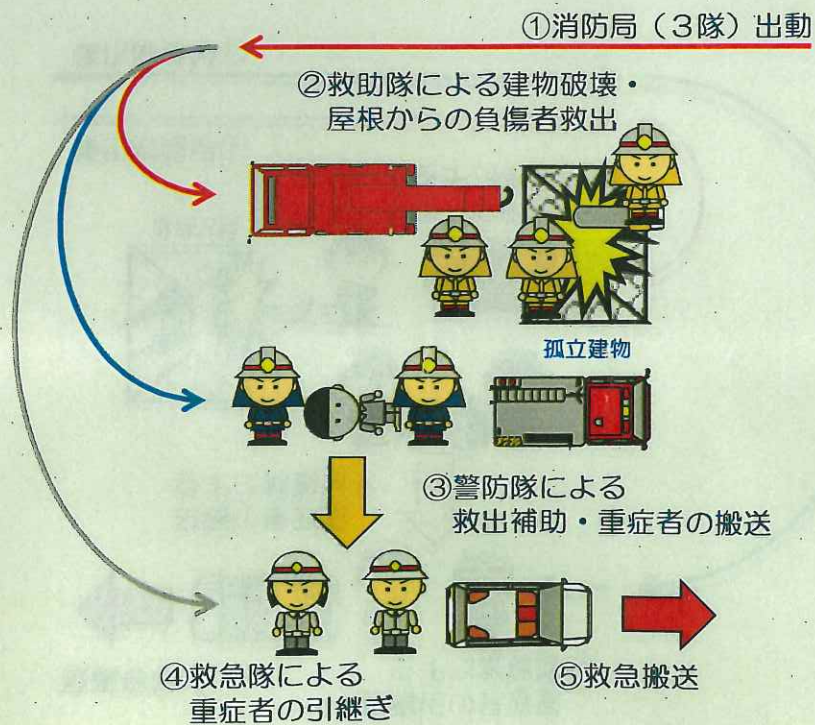 ①消防局（３隊）出動
②救助隊による建物破壊・
屋根からの負傷者救出
孤立建物
③警防隊による
救出補助・重症者の搬送
④救急隊による
重症者の引継ぎ
⑤救急搬送